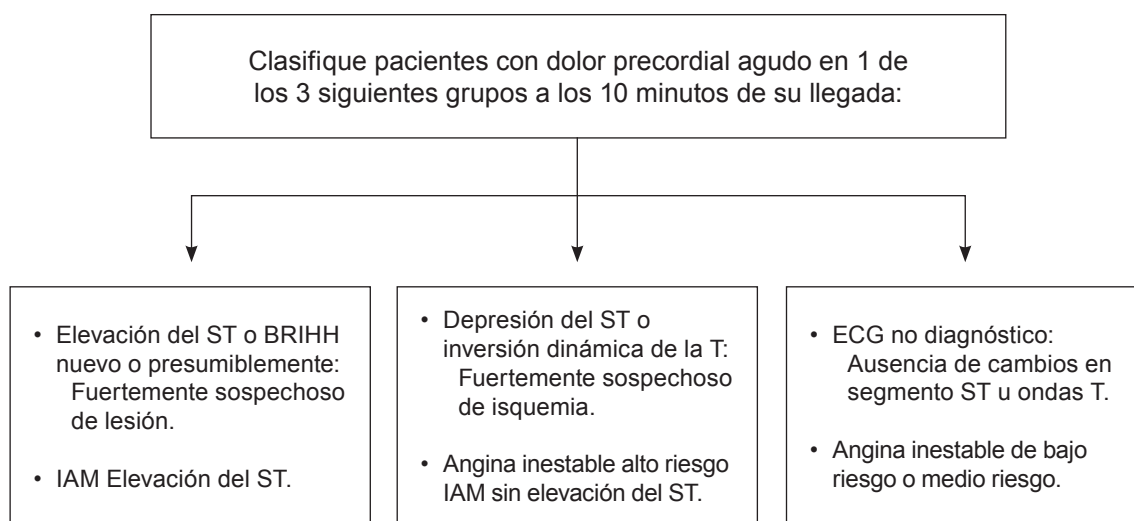 Clasifique pacientes con dolor precordial agudo en 1 de
los 3 siguientes grupos a los 10 minutos de su llegada:
• Elevación del ST o BRIHH
nuevo o presumiblemente:
Fuertemente sospechoso
de lesión.
• IAM Elevación del ST.
• Depresión del ST o
inversión dinámica de la T:
Fuertemente sospechoso
de isquemia.
• Angina inestable alto riesgo
IAM sin elevación del ST.
• ECG no diagnóstico:
Ausencia de cambios en
segmento ST u ondas T.
• Angina inestable de bajo
riesgo o medio riesgo.